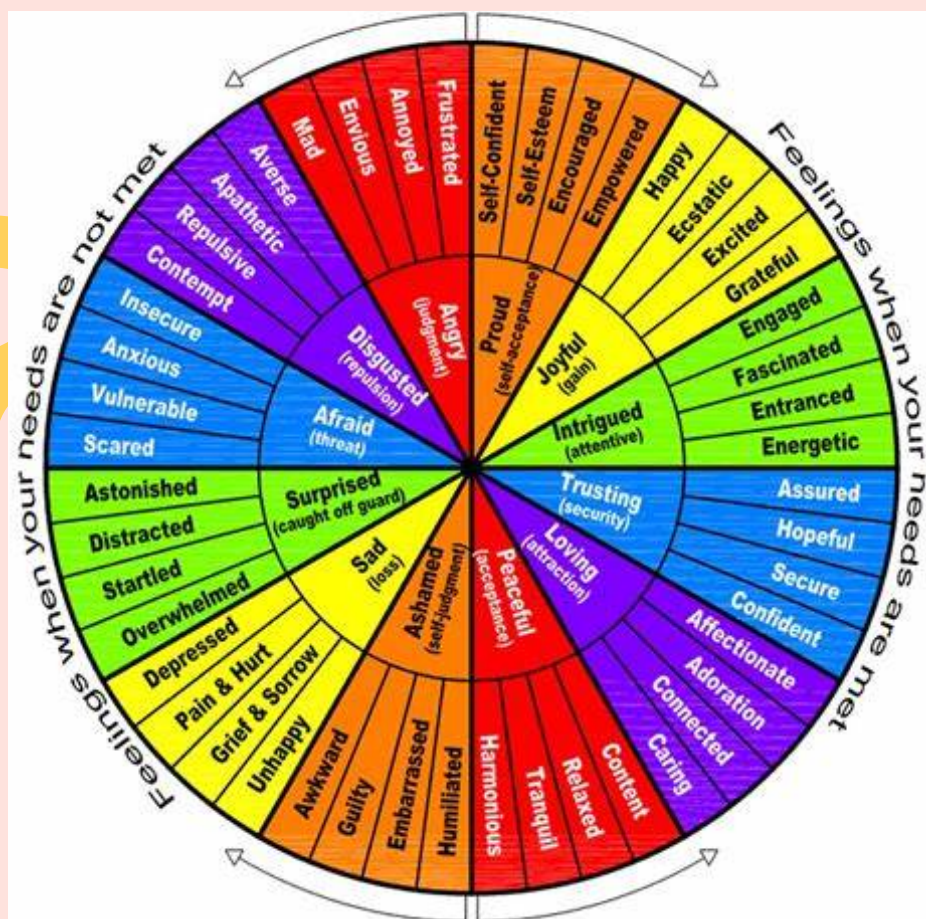 Feelings when your needs are not met
Feelings when your needs are met
Self-Confident
Self-Esteem
Encouraged
Empowered
Proud
(self-acceptance)
Happy
Ecstatic
Excited
Grateful
Joyful
(gain)
Engaged
Fascinated
Entranced
Energetic
Intrigued
(attentive)
Assured
Hopeful
Secure
Confident
Trusting
(security)
Affectionate
Adoration
Connected
Caring
Loving
(attraction)
Content
Relaxed
Tranquil
Harmonious
Peaceful
(acceptance)
Humiliated
Embarrassed
Guilty
Awkward
Ashamed
(self-judgment)
Unhappy
Grief & Sorrow
Pain & Hurt
Depressed
Sad
(loss)
Overwhelmed
Startled
Distracted
Astonished
Surprised
(caught off guard)
Scared
Vulnerable
Anxious
Insecure
Afraid
(threat)
Contempt
Repulsive
Apathetic
Averse
Disgusted
(repulsion)
Mad
Envious
Annoyed
Frustrated
Angry
(judgment)